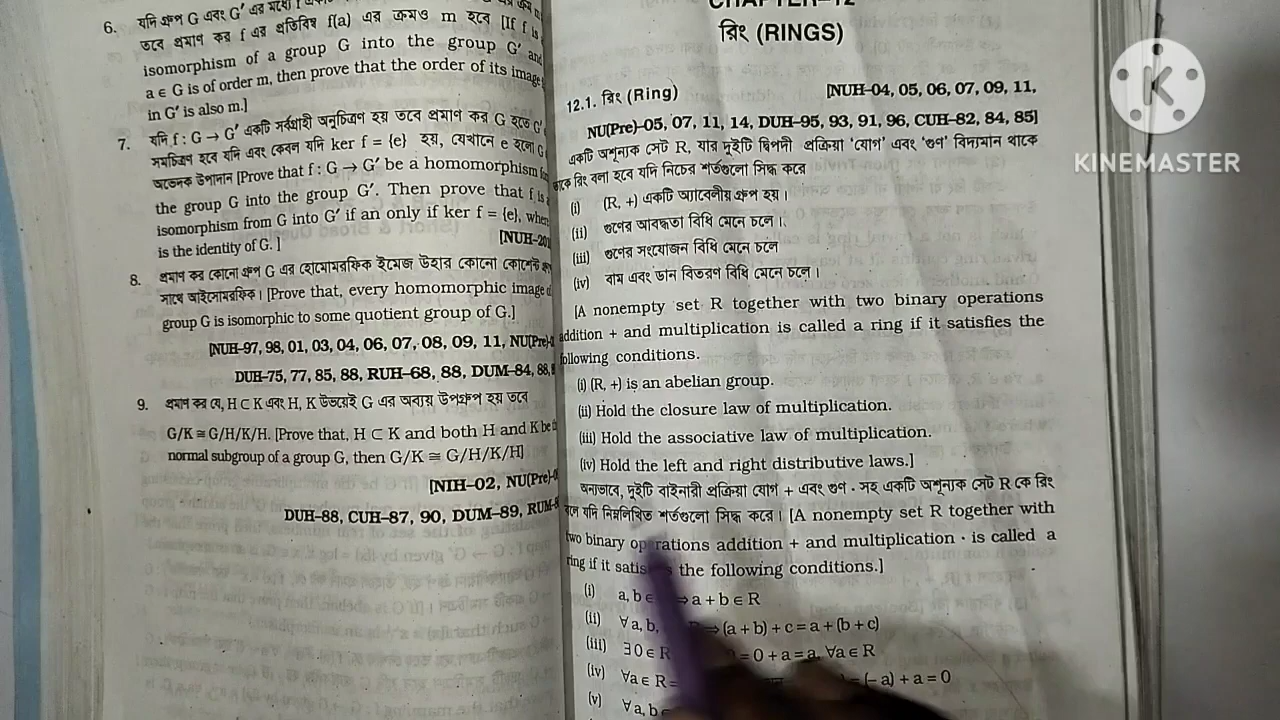 6. যদি গ্রুপ G এবং G′ এর মধ্যে f
তবে প্রমাণ কর f এর প্রতিবিম্ব f(a) এর ক্রমও m হবে [If f is
isomorphism of a group G into the group G′ and
a ∈ G is of order m, then prove that the order of its image
in G′ is also m.]
7. যদি f : G → G′ একটি সর্বগ্রাহী অনুচিত্রণ হয় তবে প্রমাণ কর G হতে G′
সমচিত্রণ হবে যদি এবং কেবল যদি ker f = {e} হয়, যেখানে e হলো G
অভেদক উপাদান [Prove that f : G → G′ be a homomorphism
the group G into the group G′. Then prove that f is
isomorphism from G into G′ if an only if ker f = {e}, where
is the identity of G. ]
[NUH–201
8. প্রমাণ কর কোনো গ্রুপ G এর হোমোমরফিক ইমেজ উহার কোনো কোশেন্ট
সাথে আইসোমরফিক। [Prove that, every homomorphic image
group G is isomorphic to some quotient group of G.]
[NUH–97, 98, 01, 03, 04, 06, 07, 08, 09, 11, NU(Pre)
DUH–75, 77, 85, 88, RUH–68, 88, DUM–84, 88,
9. প্রমাণ কর যে, H ⊂ K এবং H, K উভয়েই G এর অব্যয় উপগ্রুপ হয় তবে
G/K ≅ G/H/K/H. [Prove that, H ⊂ K and both H and K be
normal subgroup of a group G, then G/K ≅ G/H/K/H]
[NIH–02, NU(Pre)
DUH–88, CUH–87, 90, DUM–89, RUM
CHAPTER–12
রিং (RINGS)
12.1. রিং (Ring) [NUH–04, 05, 06, 07, 09, 11,
NU(Pre)–05, 07, 11, 14, DUH–95, 93, 91, 96, CUH–82, 84, 85]
একটি অশূন্যক সেট R, যার দুইটি দ্বিপদী প্রক্রিয়া ‘যোগ’ এবং ‘গুণ’ বিদ্যমান থাকে
তাকে রিং বলা হবে যদি নিচের শর্তগুলো সিদ্ধ করে
(i) (R, +) একটি অ্যাবেলীয় গ্রুপ হয়।
(ii) গুণের আবদ্ধতা বিধি মেনে চলে।
(iii) গুণের সংযোজন বিধি মেনে চলে
(iv) বাম এবং ডান বিতরণ বিধি মেনে চলে।
[A nonempty set R together with two binary operations
addition + and multiplication is called a ring if it satisfies the
following conditions.
(i) (R, +) is an abelian group.
(ii) Hold the closure law of multiplication.
(iii) Hold the associative law of multiplication.
(iv) Hold the left and right distributive laws.]
অন্যভাবে, দুইটি বাইনারী প্রক্রিয়া যোগ + এবং গুণ · সহ একটি অশূন্যক সেট R কে রিং
বলে যদি নিম্নলিখিত শর্তগুলো সিদ্ধ করে। [A nonempty set R together with
two binary operations addition + and multiplication · is called a
ring if it satis the following conditions.]
(i) a, b ∈ ⇒ a + b ∈ R
(ii) ∀ a, b, ⇒ (a + b) + c = a + (b + c)
(iii) ∃ 0 ∈ R = 0 + a = a, ∀a ∈ R
(iv) ∀a ∈ R = (– a) + a = 0
(v) ∀ a, b ∈
KINEMASTER